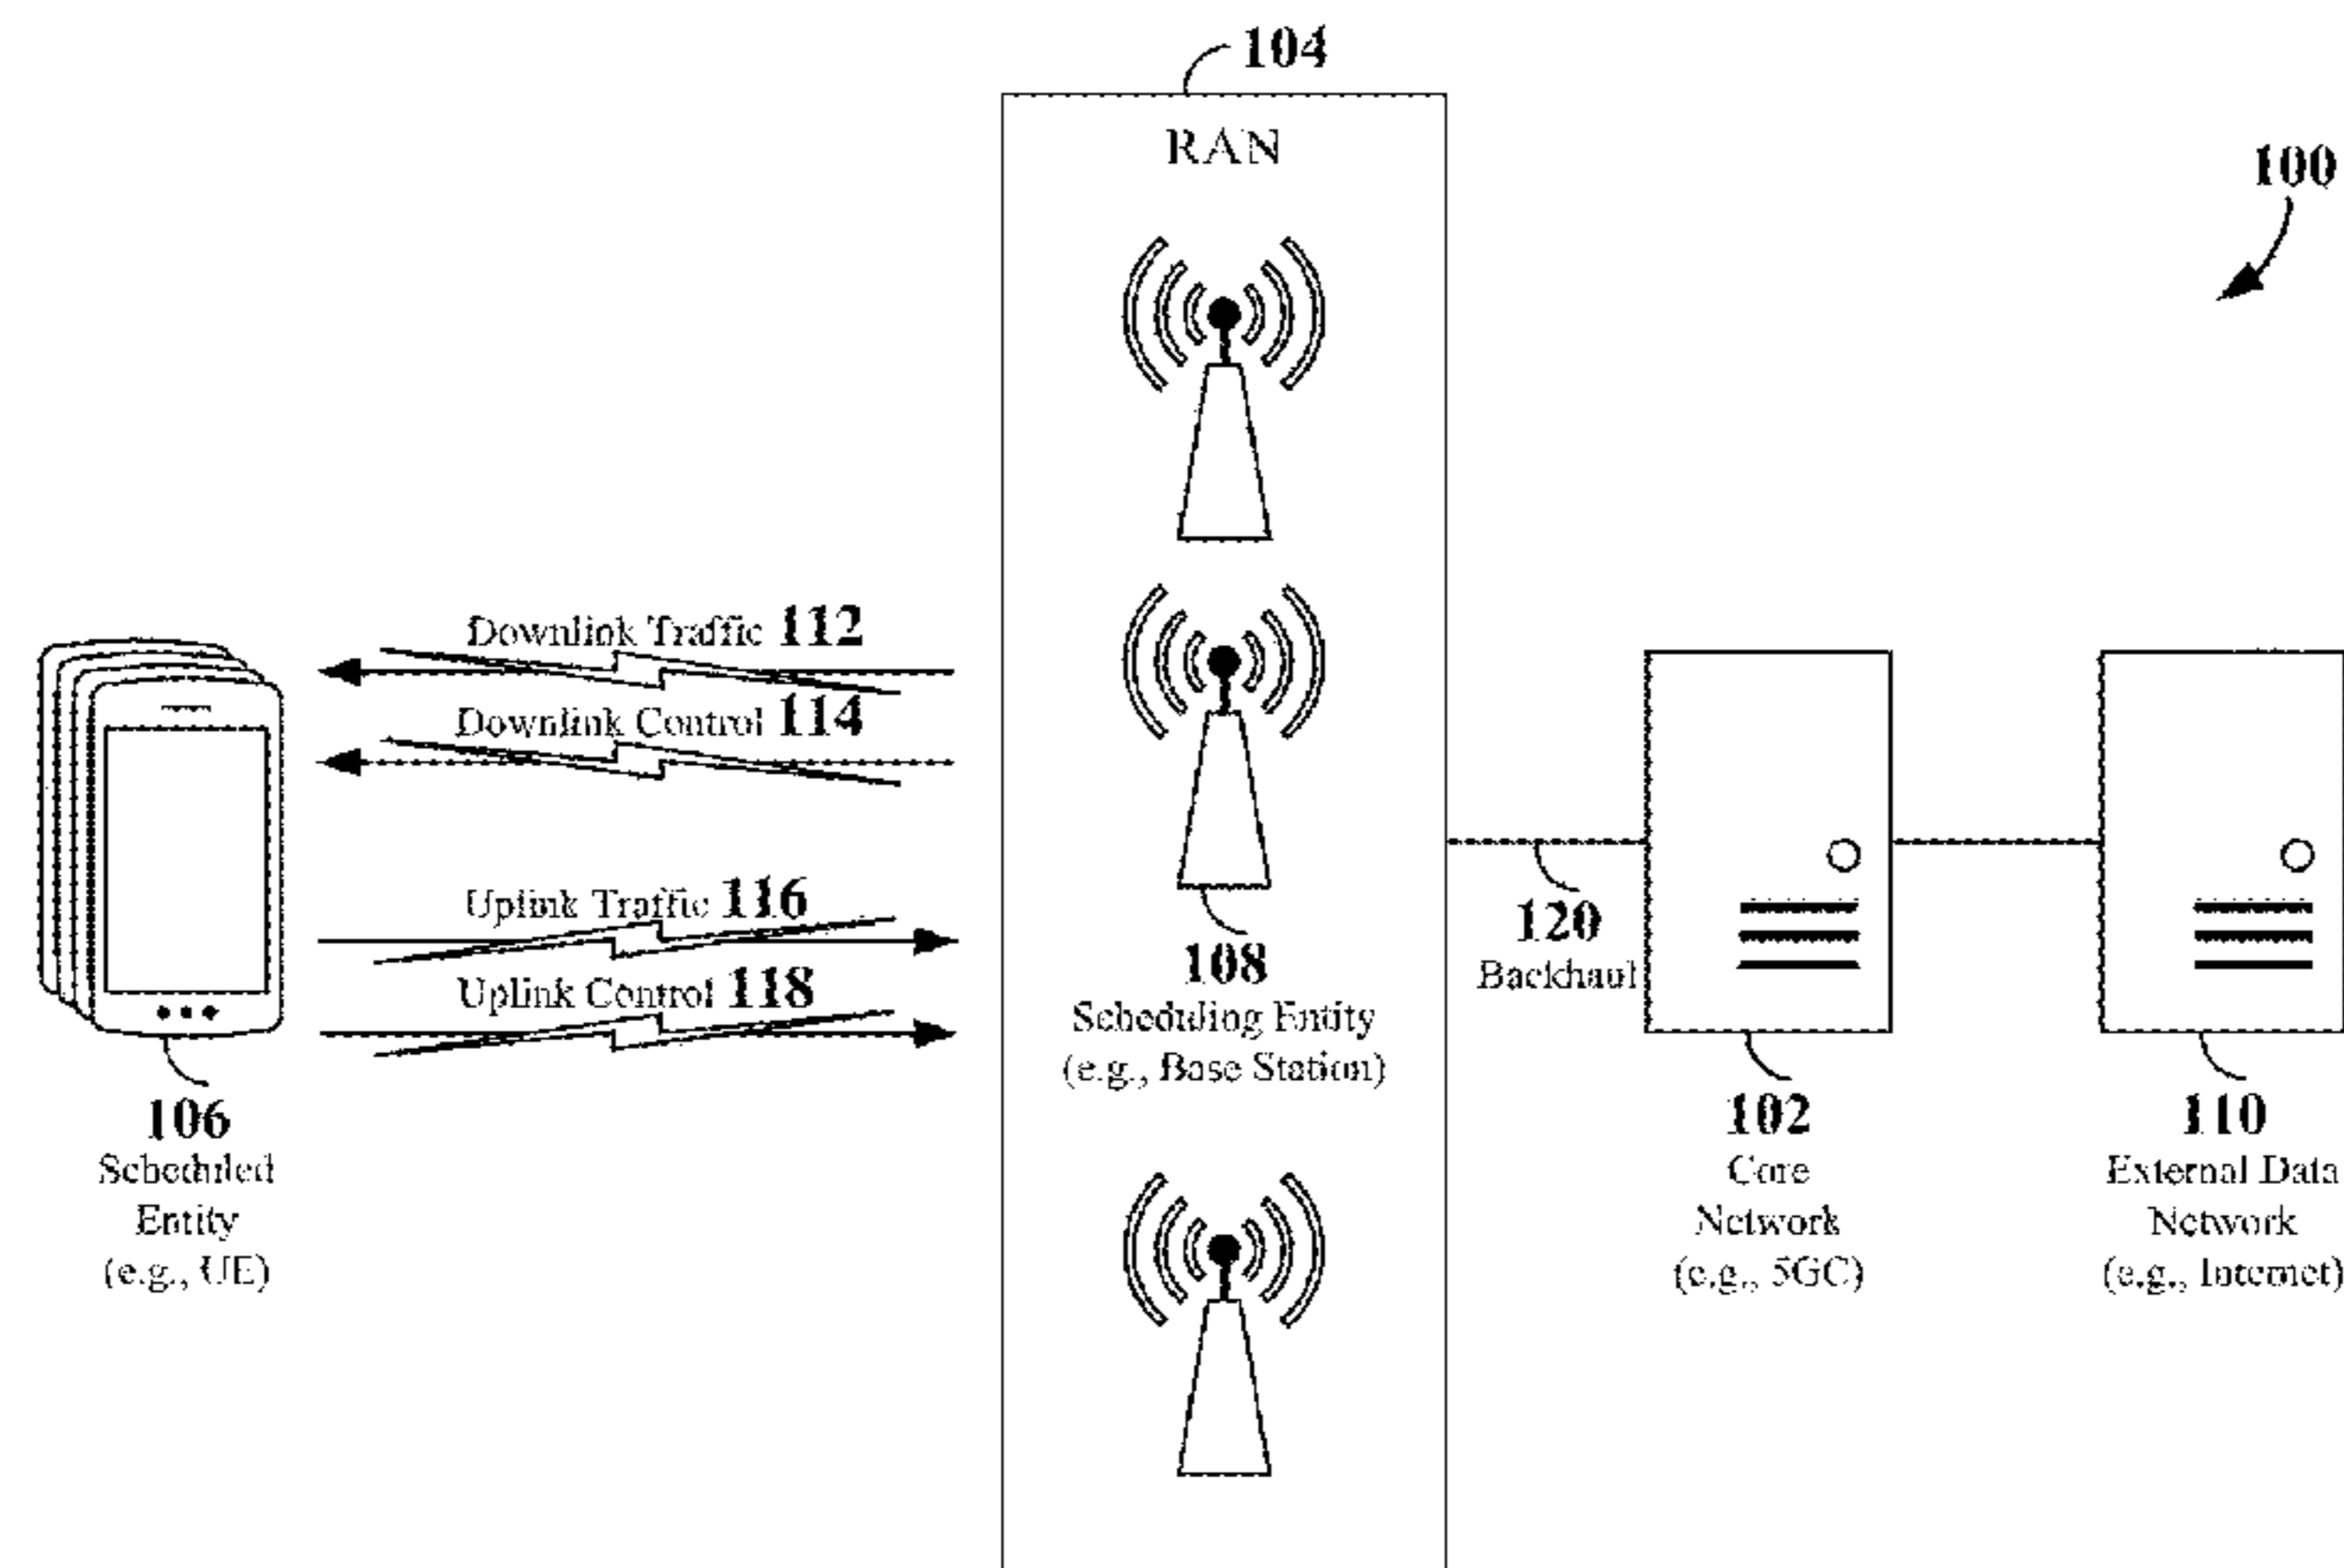 104
RAN
100
Downlink Traffic 112
Downlink Control 114
Uplink Traffic 116
Uplink Control 118
108
Scheduling Entity
(e.g., Base Station)
120
Backhaul
106
Scheduled
Entity
(e.g., UE)
102
Core
Network
(e.g., 5GC)
110
External Data
Network
(e.g., Internet)